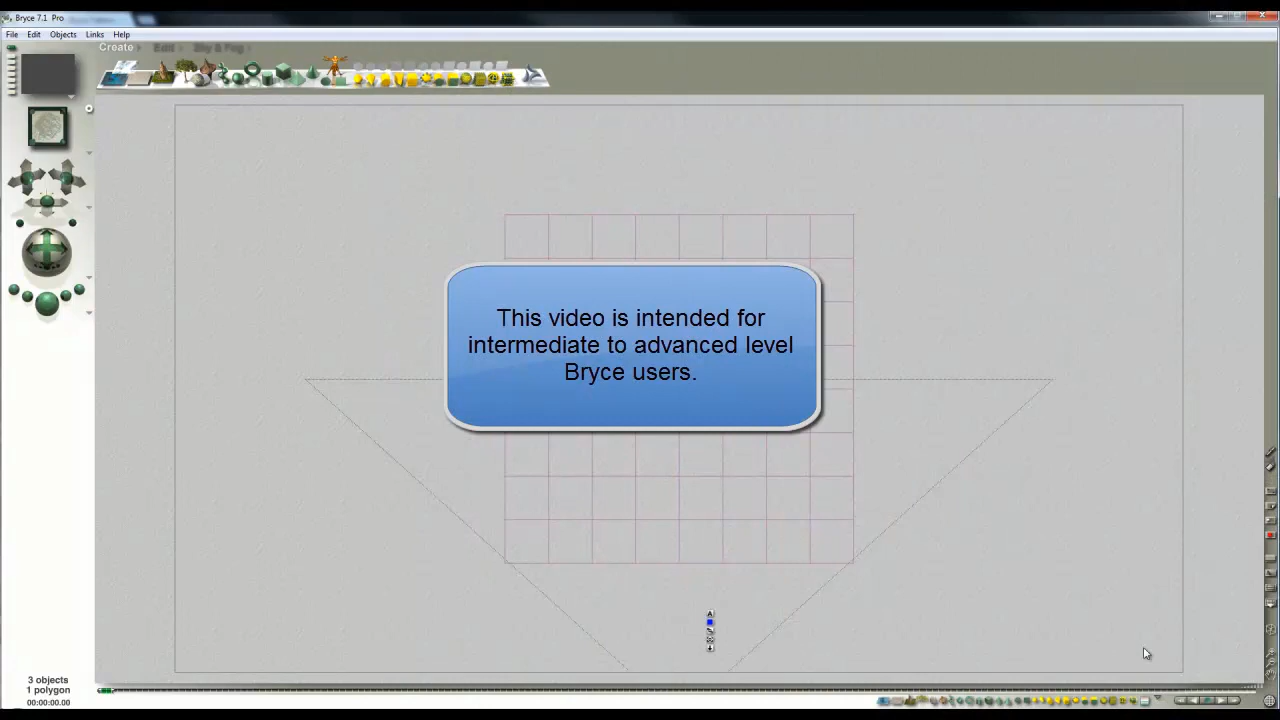 Bryce 7.1 Pro
File Edit Objects Links Help
Create Edit Sky & Fog
This video is intended for
intermediate to advanced level
Bryce users.
A
3 objects
1 polygon
00:00:00.00